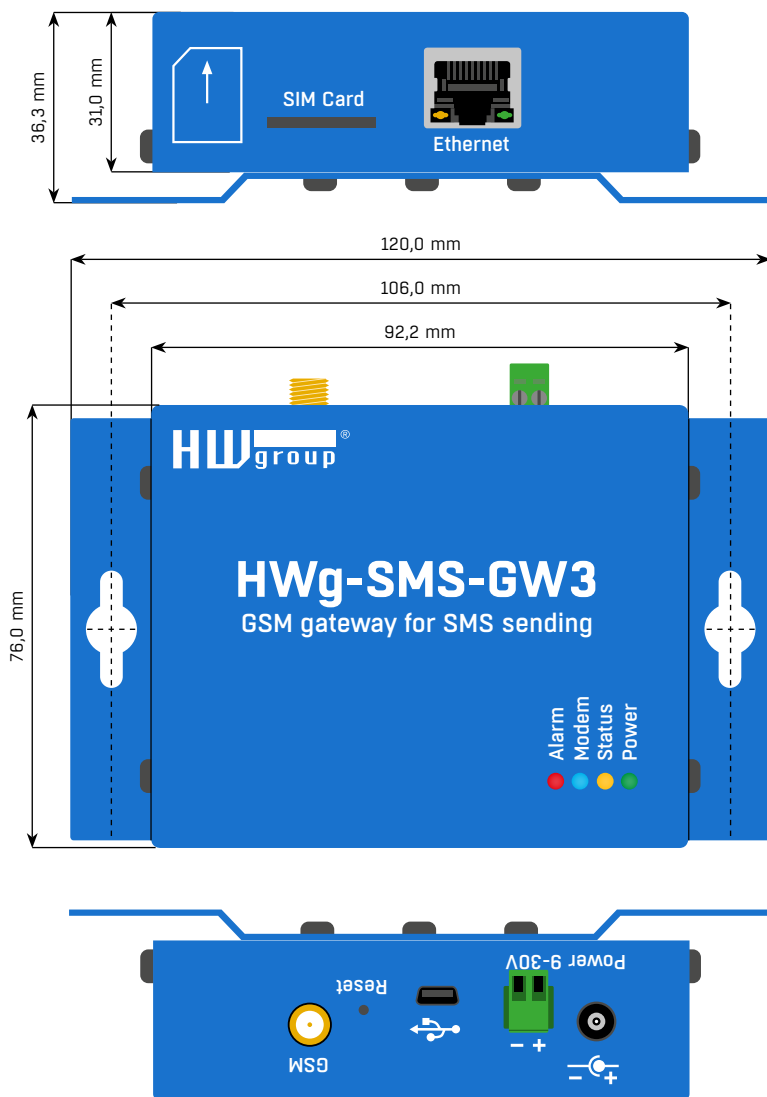 36,3 mm
31,0 mm
SIM Card
Ethernet
120,0 mm
106,0 mm
92,2 mm
HW group ®
76,0 mm
HWg-SMS-GW3
GSM gateway for SMS sending
Alarm
Modem
Status
Power
Power 9-30V
Reset
GSM
− +
− +